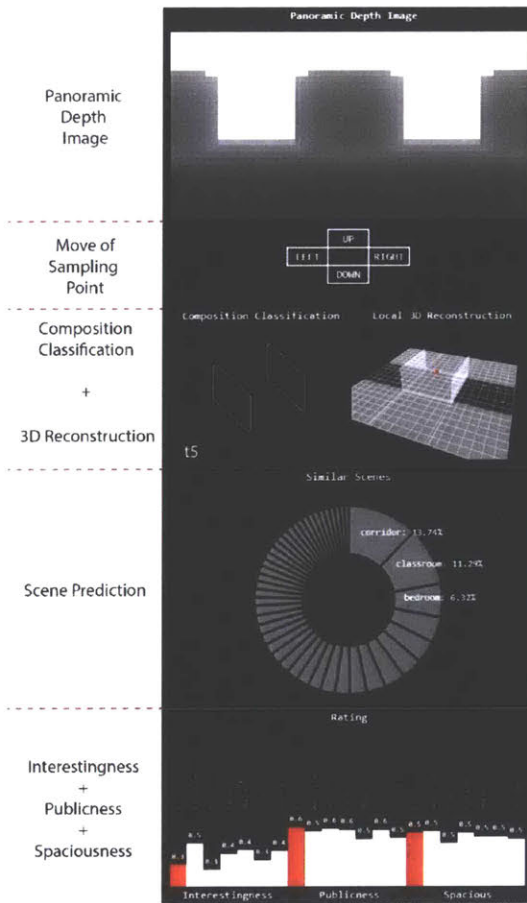 Panoramic Depth Image
Panoramic
Depth
Image
UP
LEFT
RIGHT
DOWN
Move of
Sampling
Point
Composition Classification
Local 3D Reconstruction
Composition
Classification
+
3D Reconstruction
t5
Similar Scenes
corridor: 13.74%
classroom: 11.29%
bedroom: 6.32%
Scene Prediction
Rating
Interestingness
+
Publicness
+
Spaciousness
Interestingness
Publicness
Spacious